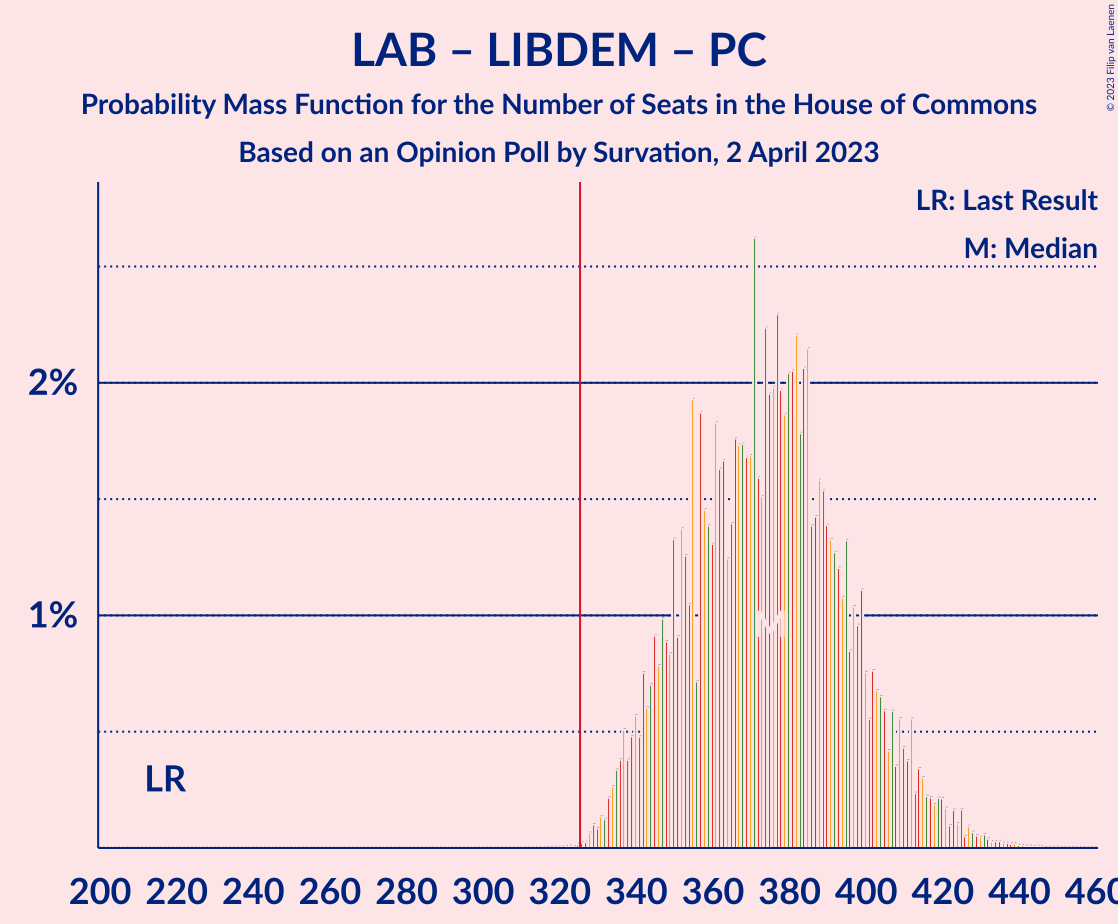 LAB – LIBDEM – PC
Probability Mass Function for the Number of Seats in the House of Commons
Based on an Opinion Poll by Survation, 2 April 2023
© 2023 Filip van Laenen
LR: Last Result
M: Median
2%
1%
LR
M
200 220 240 260 280 300 320 340 360 380 400 420 440 460